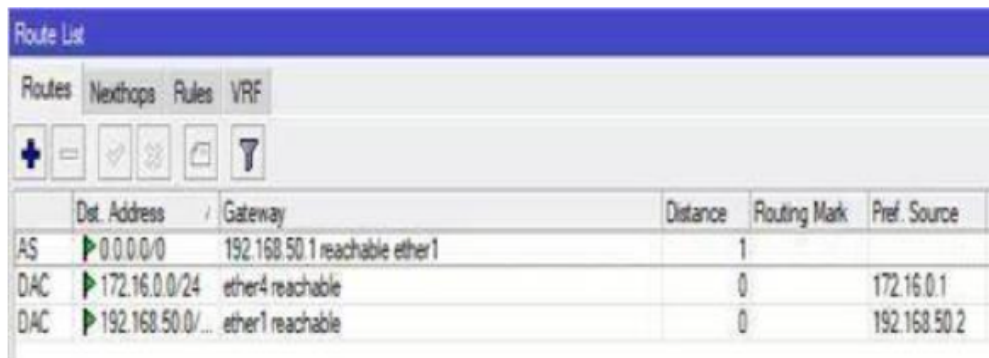 Route List
Routes Nexthops Rules VRF
Dst. Address / Gateway Distance Routing Mark Pref. Source
AS 0.0.0.0/0 192.168.50.1 reachable ether1 1
DAC 172.16.0.0/24 ether4 reachable 0 172.16.0.1
DAC 192.168.50.0/... ether1 reachable 0 192.168.50.2